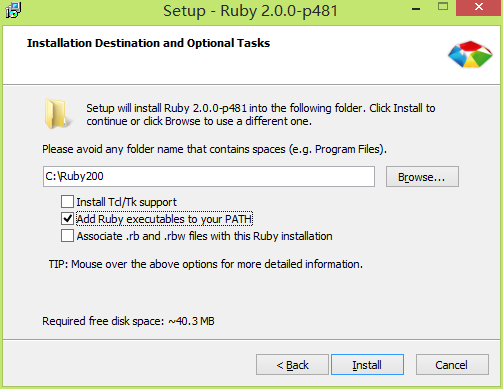 Setup - Ruby 2.0.0-p481
Installation Destination and Optional Tasks
Setup will install Ruby 2.0.0-p481 into the following folder. Click Install to
continue or click Browse to use a different one.
Please avoid any folder name that contains spaces (e.g. Program Files).
C:\Ruby200
Browse...
Install Tcl/Tk support
Add Ruby executables to your PATH
Associate .rb and .rbw files with this Ruby installation
TIP: Mouse over the above options for more detailed information.
Required free disk space: ~40.3 MB
< Back
Install
Cancel